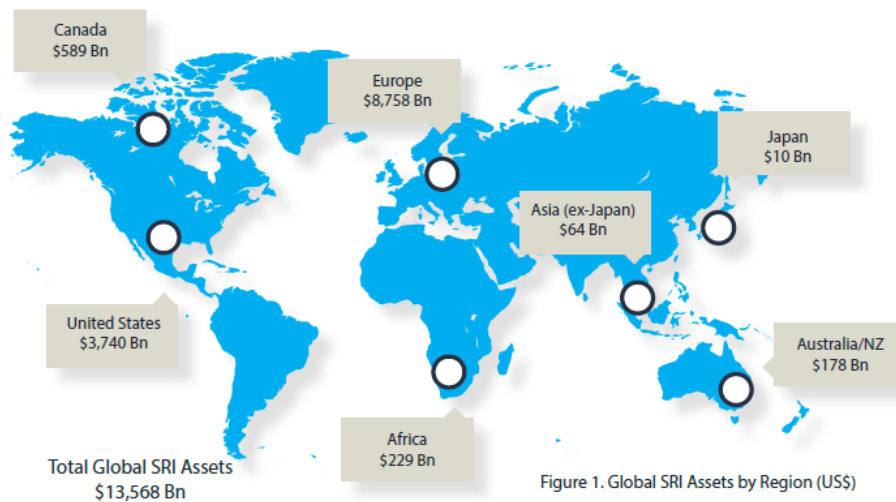 Canada
$589 Bn
Europe
$8,758 Bn
Japan
$10 Bn
Asia (ex-Japan)
$64 Bn
United States
$3,740 Bn
Australia/NZ
$178 Bn
Africa
$229 Bn
Total Global SRI Assets
$13,568 Bn
Figure 1. Global SRI Assets by Region (US$)